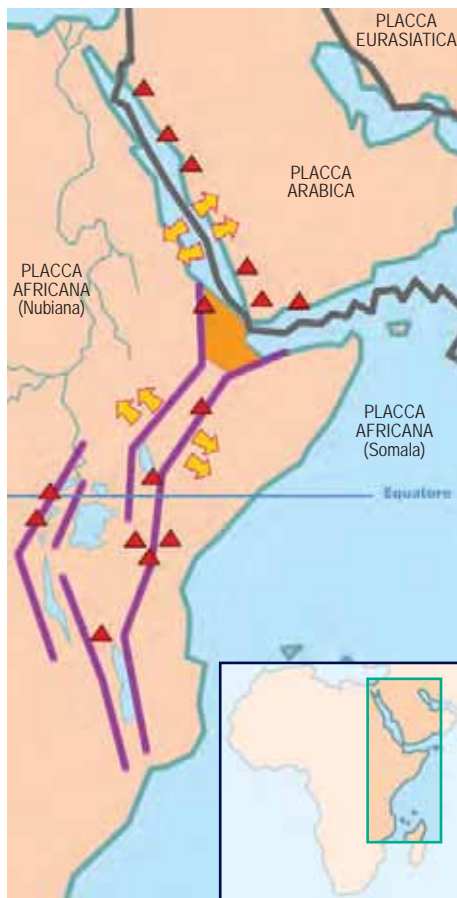 PLACCA
EURASIATICA
PLACCA
ARABICA
PLACCA
AFRICANA
(Nubiana)
PLACCA
AFRICANA
(Somala)
Equatore